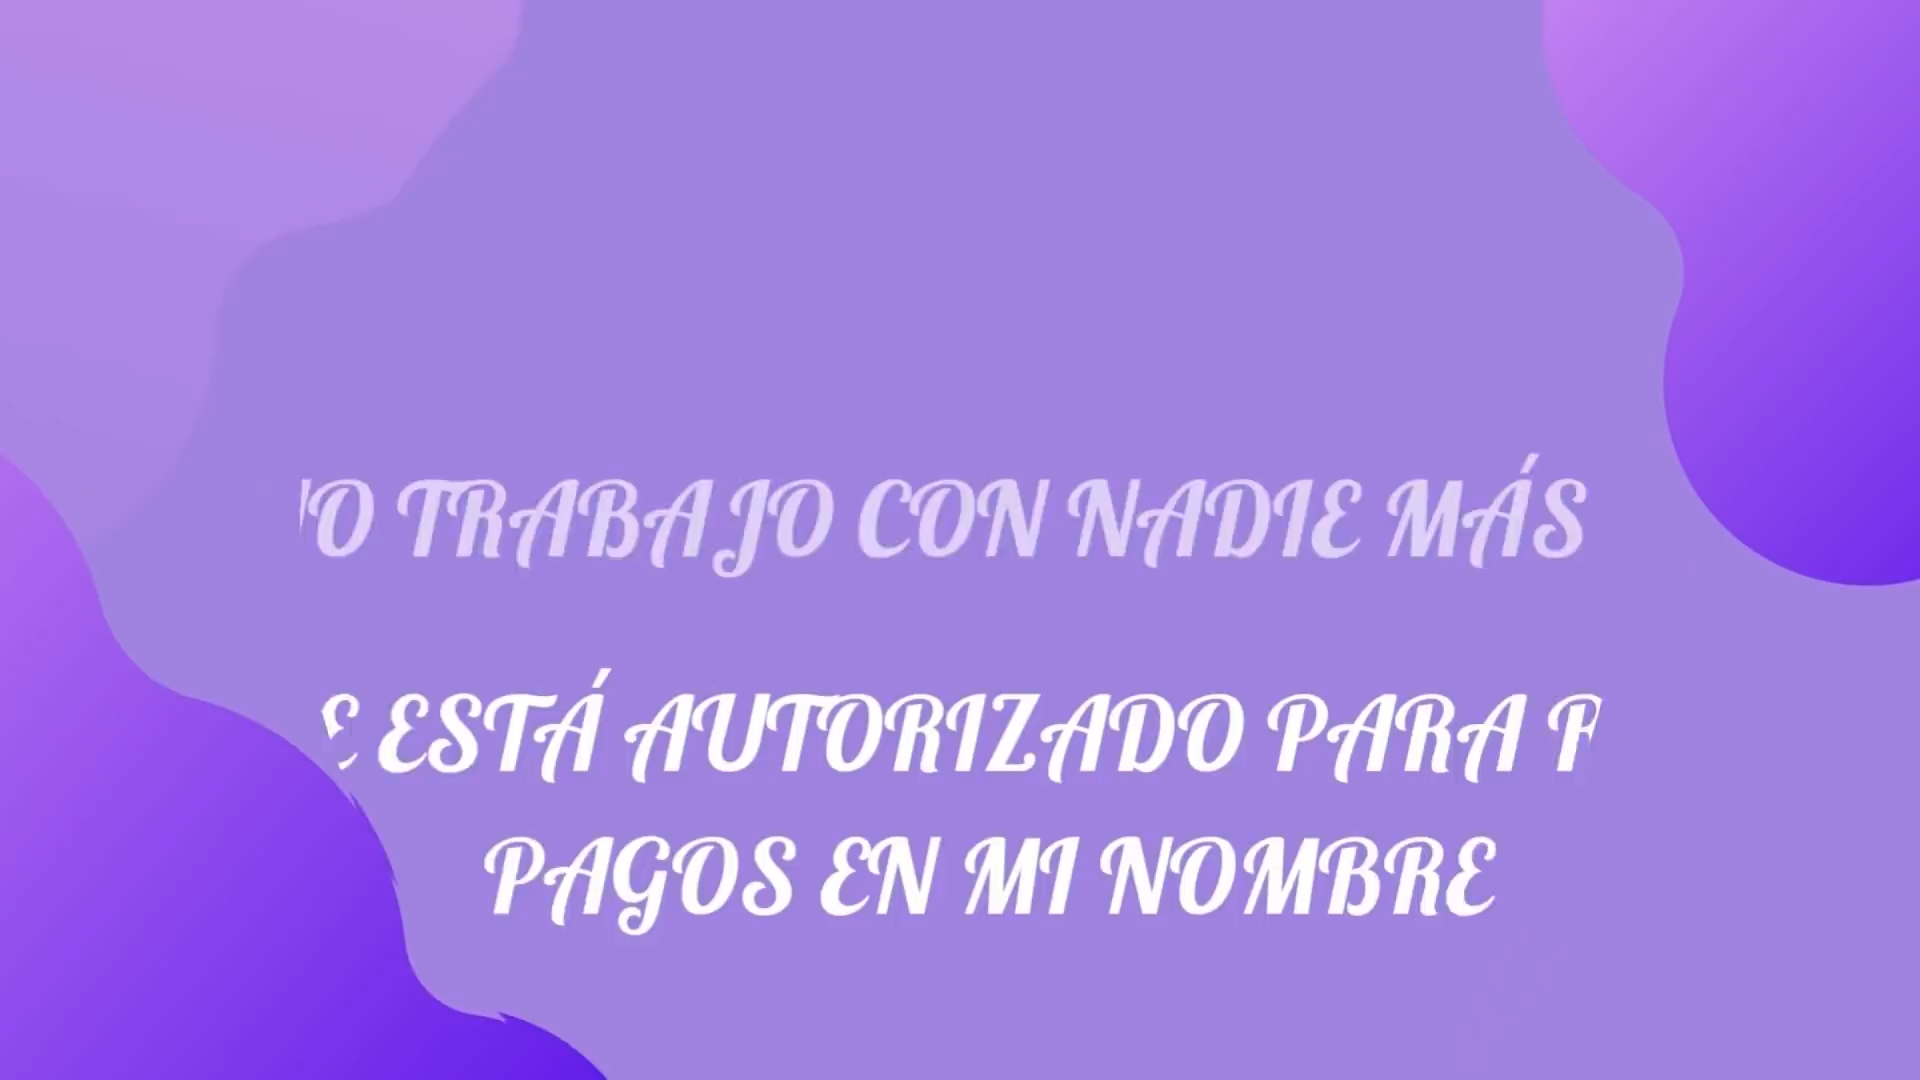 O TRABAJO CON NADIE MÁS
ESTÁ AUTORIZADO PARA
PAGOS EN MI NOMBRE